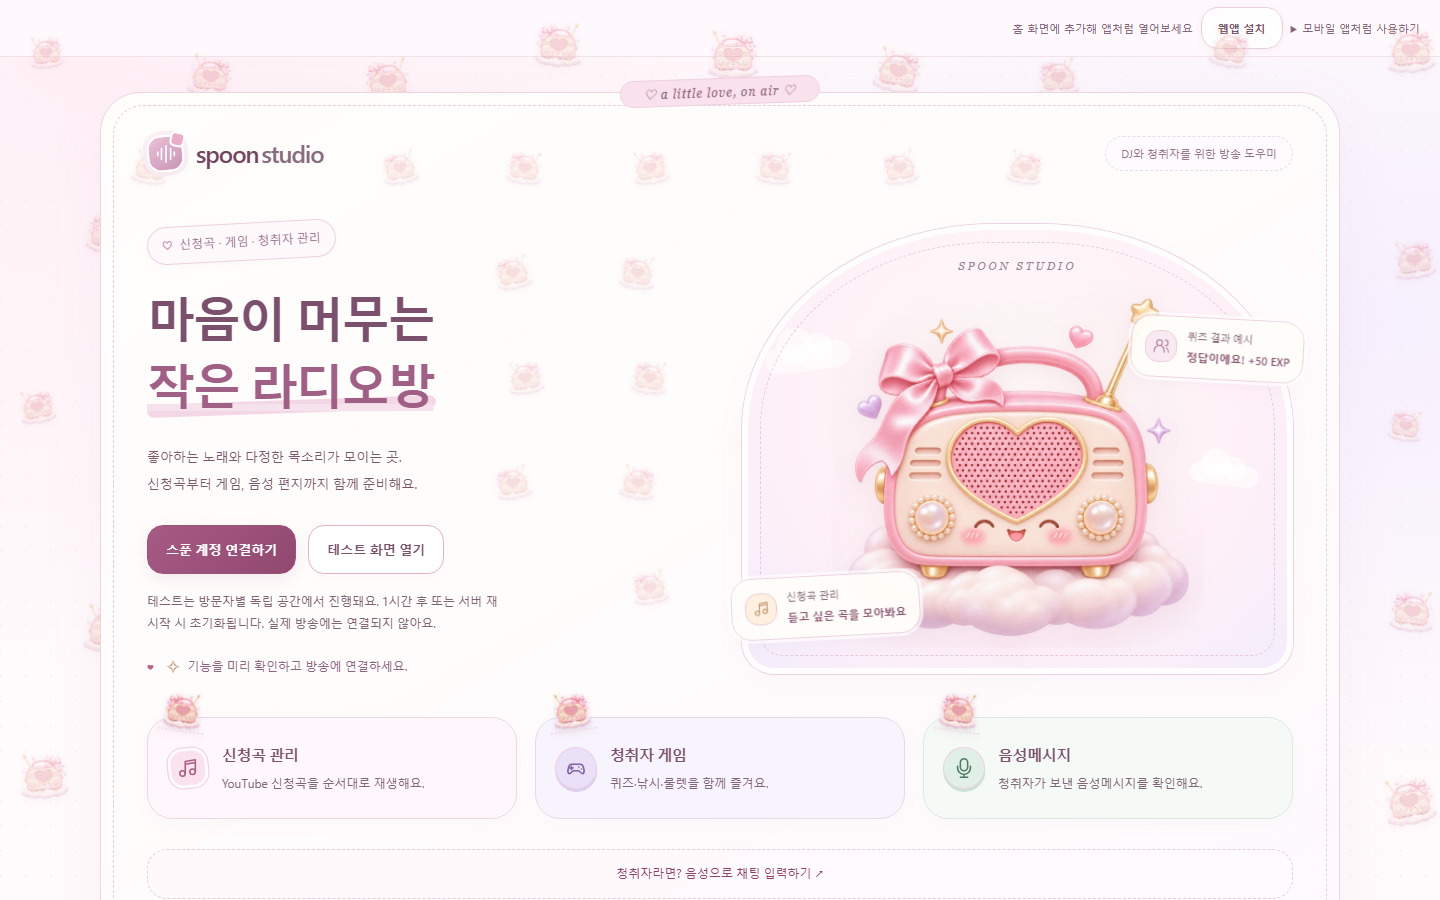 홈 화면에 추가해 앱처럼 열어보세요
웹앱 설치
▶ 모바일 앱처럼 사용하기
♡ a little love, on air ♡
spoon studio
DJ와 청취자를 위한 방송 도우미
신청곡 · 게임 · 청취자 관리
마음이 머무는
작은 라디오방
좋아하는 노래와 다정한 목소리가 모이는 곳.
신청곡부터 게임, 음성 편지까지 함께 준비해요.
스푼 계정 연결하기
테스트 화면 열기
테스트는 방문자별 독립 공간에서 진행돼요. 1시간 후 또는 서버 재
시작 시 초기화됩니다. 실제 방송에는 연결되지 않아요.
기능을 미리 확인하고 방송에 연결하세요.
SPOON STUDIO
퀴즈 결과 예시
정답이에요! +50 EXP
신청곡 관리
듣고 싶은 곡을 모아봐요
신청곡 관리
YouTube 신청곡을 순서대로 재생해요.
청취자 게임
퀴즈·낚시·룰렛을 함께 즐겨요.
음성메시지
청취자가 보낸 음성메시지를 확인해요.
청취자라면? 음성으로 채팅 입력하기 ↗